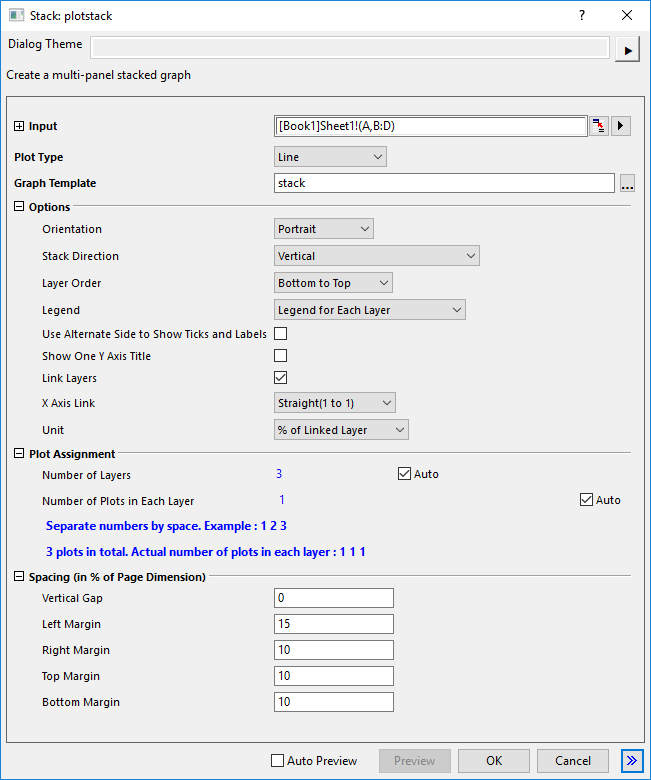 Stack: plotstack
Dialog Theme
Create a multi-panel stacked graph
Input [Book1]Sheet1!(A,B:D)
Plot Type Line
Graph Template stack ...
Options
Orientation Portrait
Stack Direction Vertical
Layer Order Bottom to Top
Legend Legend for Each Layer
Use Alternate Side to Show Ticks and Labels
Show One Y Axis Title
Link Layers
X Axis Link Straight(1 to 1)
Unit % of Linked Layer
Plot Assignment
Number of Layers 3 Auto
Number of Plots in Each Layer 1 Auto
Separate numbers by space. Example : 1 2 3
3 plots in total. Actual number of plots in each layer : 1 1 1
Spacing (in % of Page Dimension)
Vertical Gap 0
Left Margin 15
Right Margin 10
Top Margin 10
Bottom Margin 10
Auto Preview Preview OK Cancel